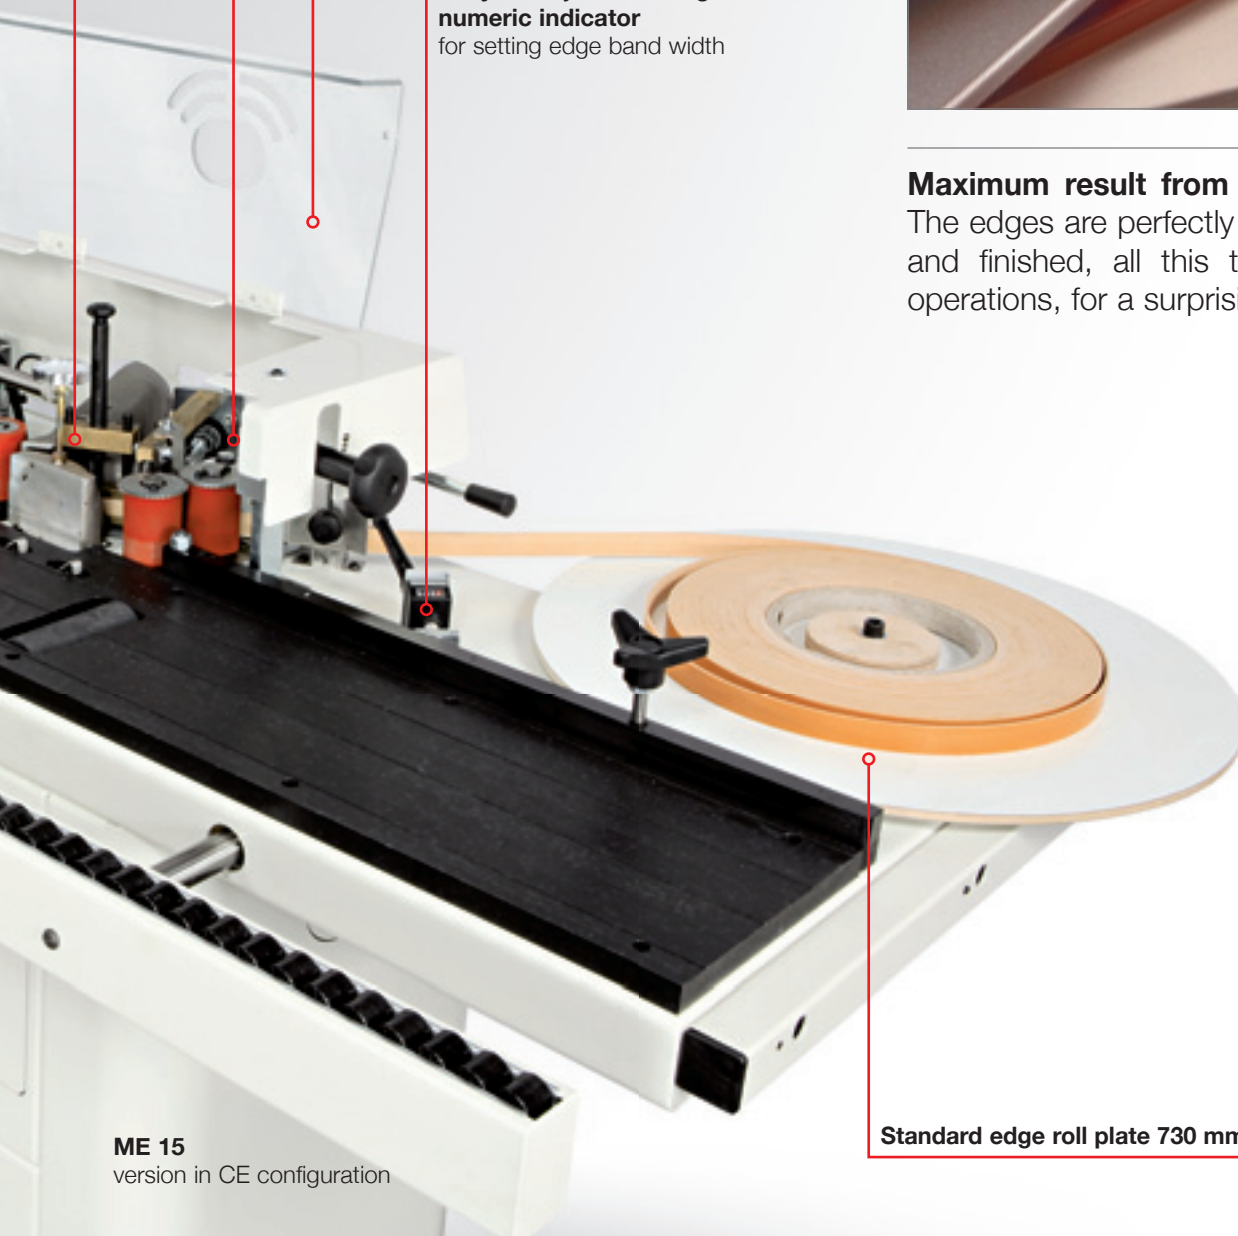 numeric indicator
for setting edge band width
Maximum result from
The edges are perfectly
and finished, all this
operations, for a
Standard edge roll plate 730 mm
ME 15
version in CE configuration